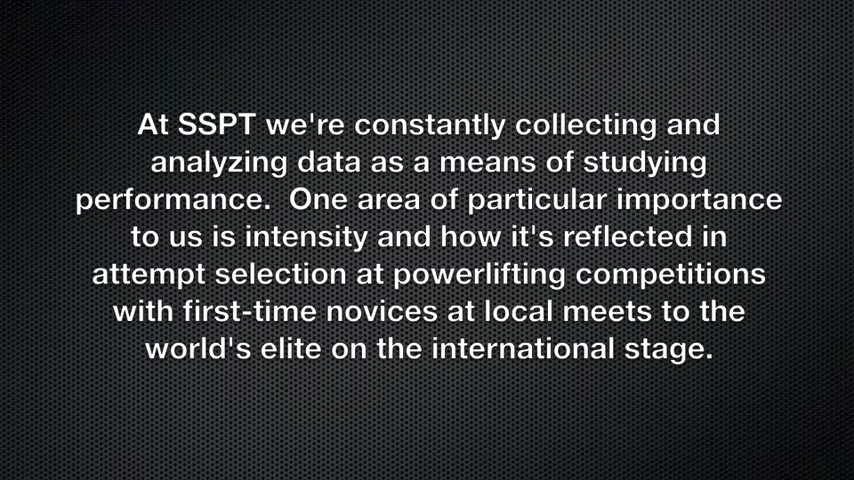 At SSPT we're constantly collecting and
analyzing data as a means of studying
performance.  One area of particular importance
to us is intensity and how it's reflected in
attempt selection at powerlifting competitions
with first-time novices at local meets to the
world's elite on the international stage.